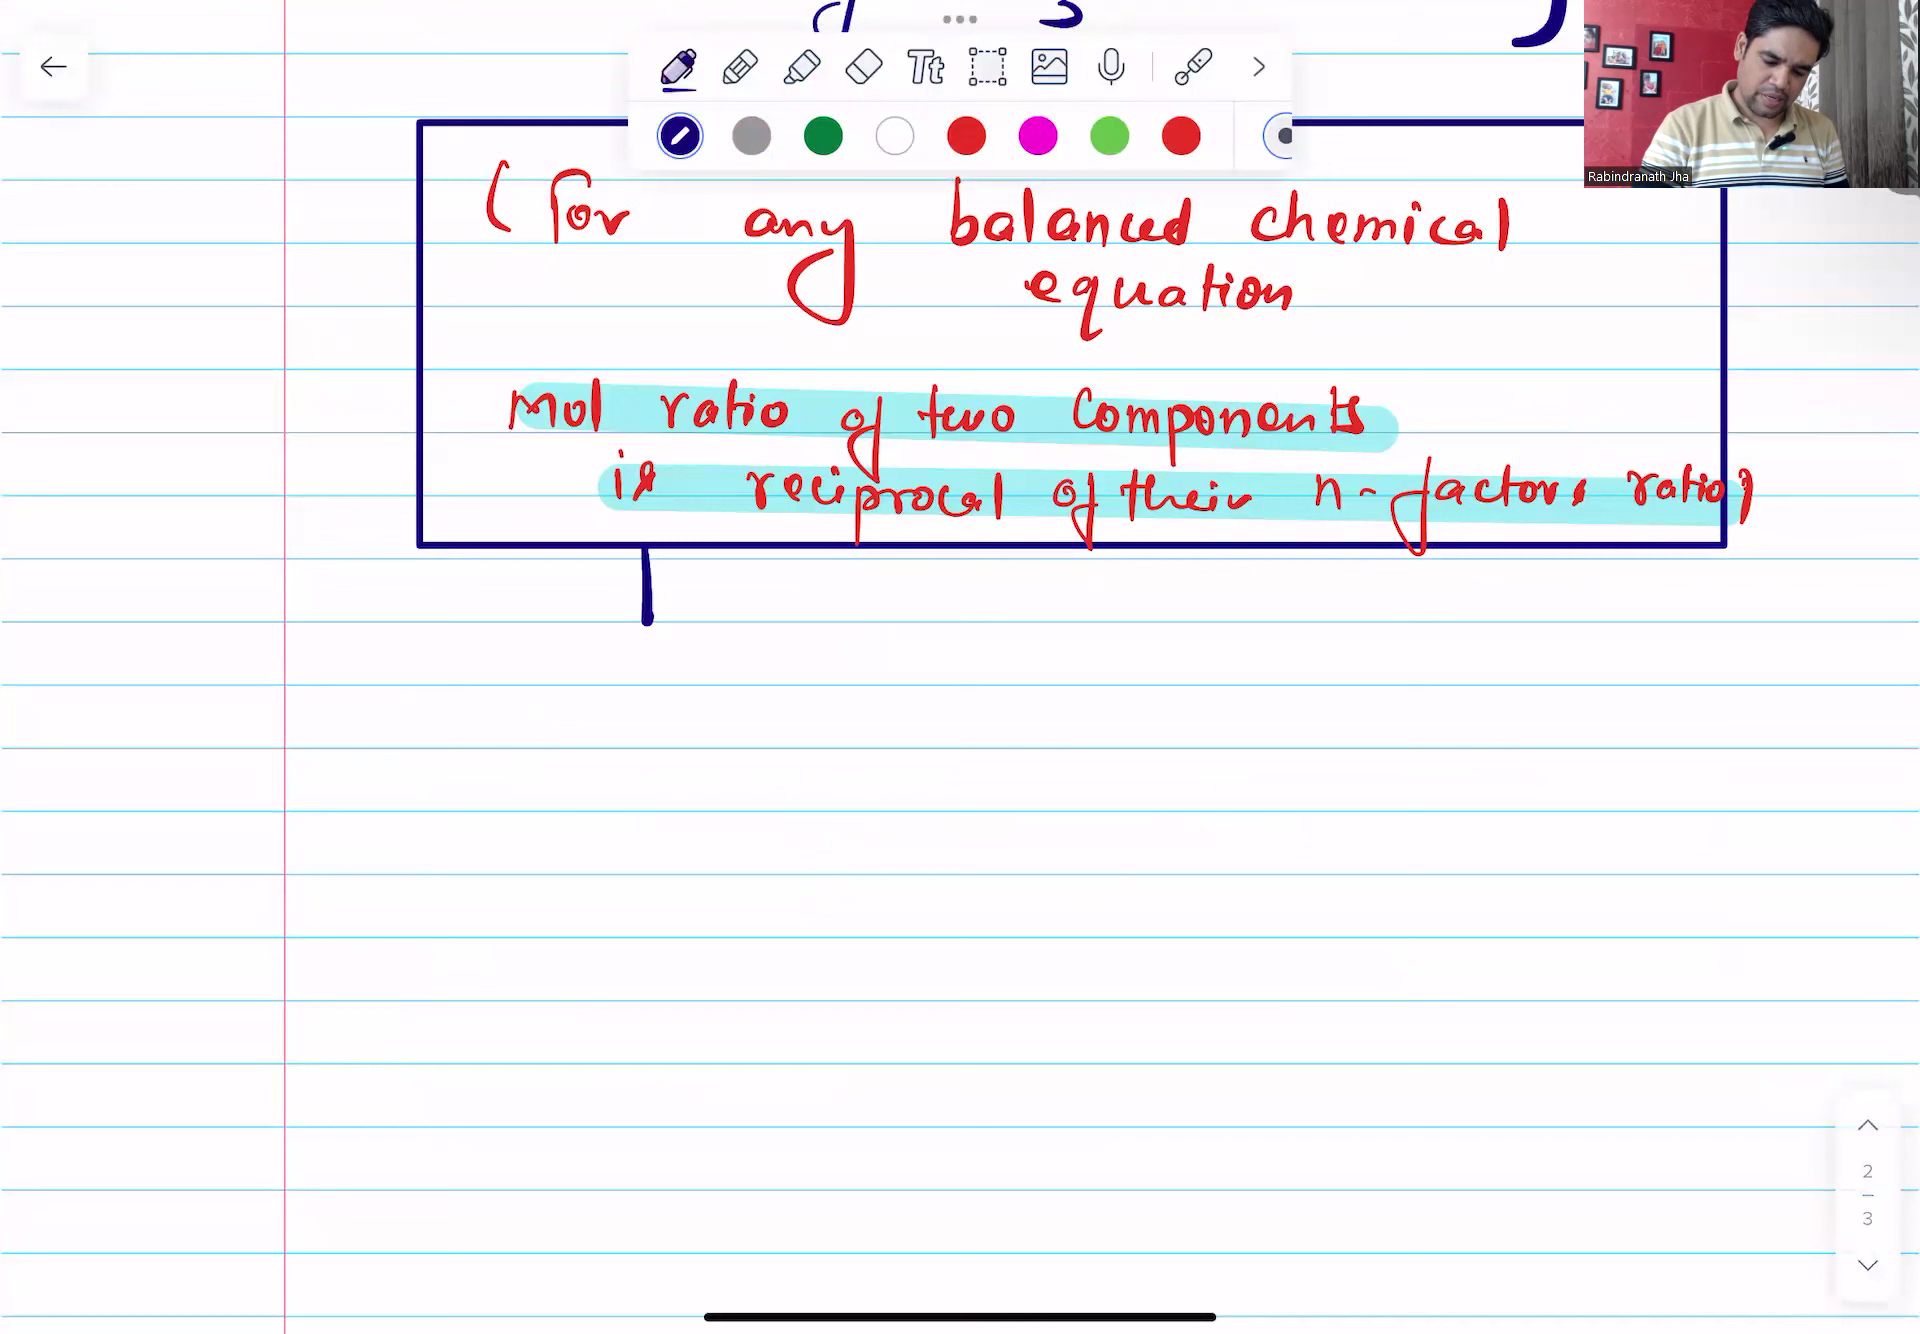 Tt
Rabindranath Jha
(For any balanced chemical
equation
mol ratio of two components
is reciprocal of their n-factors ratio)
2
3